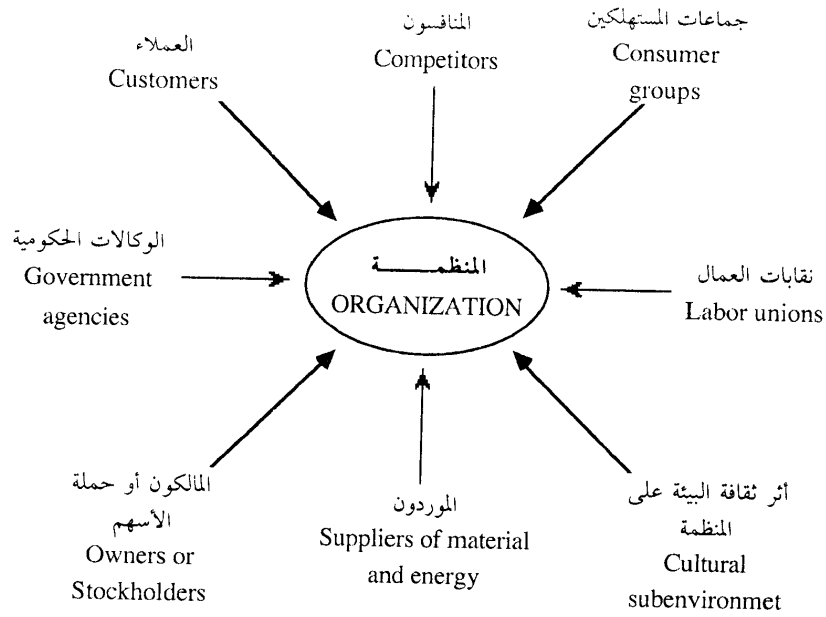 العملاء
Customers
المنافسون
Competitors
جماعات المستهلكين
Consumer
groups
الوكالات الحكومية
Government
agencies
المنظمــــــة
ORGANIZATION
نقابات العمال
Labor unions
المالكون أو حملة
الأسهم
Owners or
Stockholders
الموردون
Suppliers of material
and energy
أثر ثقافة البيئة على
المنظمة
Cultural
subenvironmet